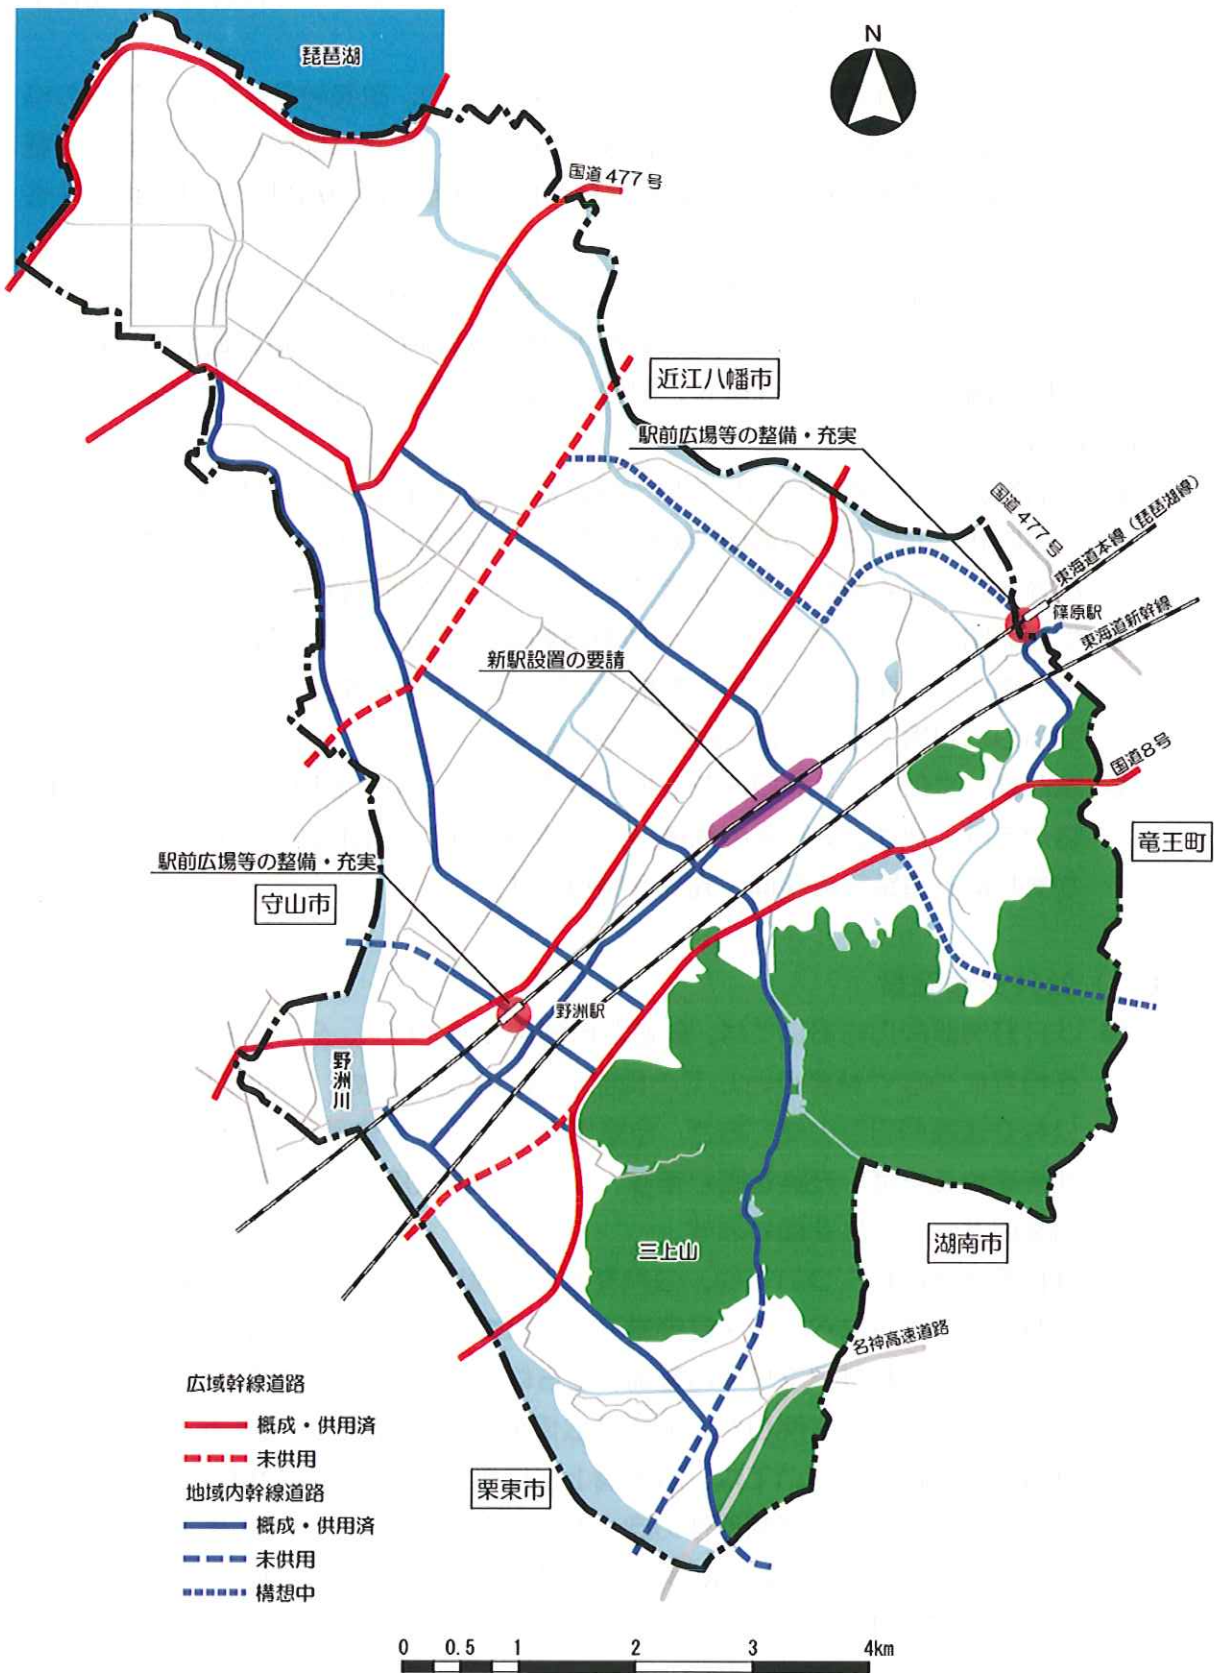 N
琵琶湖
国道 477 号
近江八幡市
駅前広場等の整備・充実
国道 477 号
東海道本線（琵琶湖線）
篠原駅
東海道新幹線
新駅設置の要請
国道8号
竜王町
駅前広場等の整備・充実
守山市
野洲駅
野洲川
三上山
湖南市
名神高速道路
広域幹線道路
概成・供用済
未供用
地域内幹線道路
概成・供用済
未供用
構想中
栗東市
0 0.5 1 2 3 4km